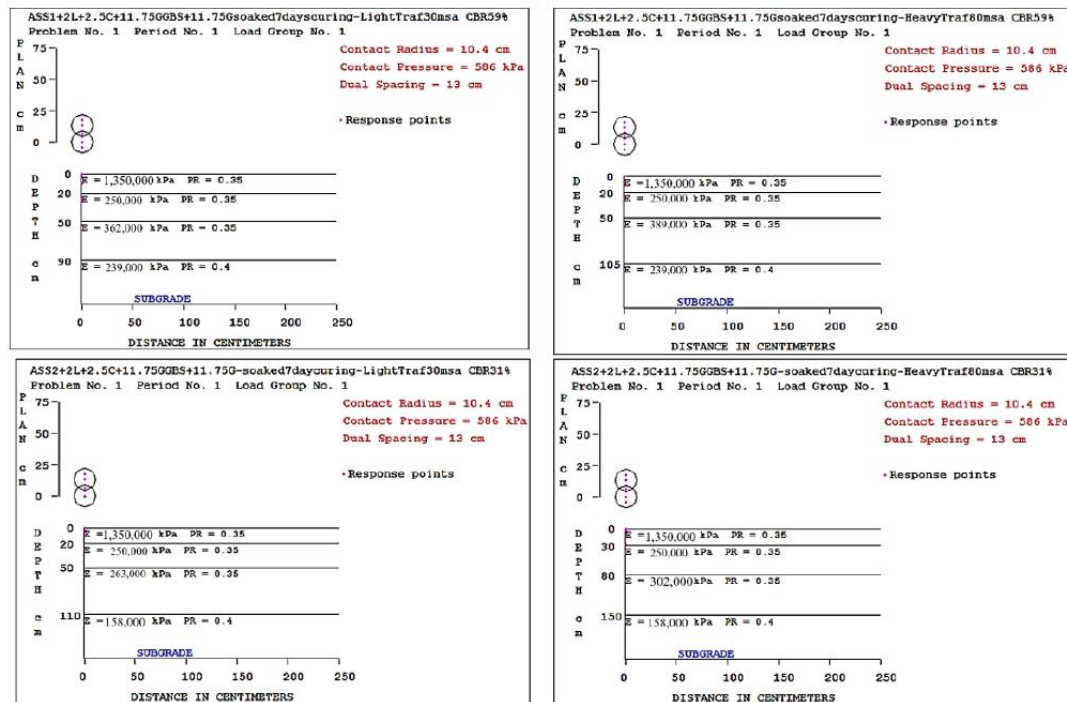 ASS1+2L+2.5C+11.75GGBS+11.75Gsoaked7dayscuring-LightTraf30msa CBR59%
Problem No. 1 Period No. 1 Load Group No. 1
PLAN cm
75
50
25
0
Contact Radius = 10.4 cm
Contact Pressure = 586 kPa
Dual Spacing = 13 cm
Response points
DEPTH cm
0
E = 1,350,000 kPa PR = 0.35
20
E = 250,000 kPa PR = 0.35
50
E = 362,000 kPa PR = 0.35
90
E = 239,000 kPa PR = 0.4
SUBGRADE
0 50 100 150 200 250
DISTANCE IN CENTIMETERS
ASS1+2L+2.5C+11.75GGBS+11.75Gsoaked7dayscuring-HeavyTraf80msa CBR59%
Problem No. 1 Period No. 1 Load Group No. 1
PLAN cm
75
50
25
0
Contact Radius = 10.4 cm
Contact Pressure = 586 kPa
Dual Spacing = 13 cm
Response points
DEPTH cm
0
E = 1,350,000 kPa PR = 0.35
20
E = 250,000 kPa PR = 0.35
50
E = 389,000 kPa PR = 0.35
105
E = 239,000 kPa PR = 0.4
SUBGRADE
0 50 100 150 200 250
DISTANCE IN CENTIMETERS
ASS2+2L+2.5C+11.75GGBS+11.75G-soaked7daycuring-LightTraf30msa CBR31%
Problem No. 1 Period No. 1 Load Group No. 1
PLAN cm
75
50
25
0
Contact Radius = 10.4 cm
Contact Pressure = 586 kPa
Dual Spacing = 13 cm
Response points
DEPTH cm
0
E =1,350,000 kPa PR = 0.35
20
E = 250,000 kPa PR = 0.35
50
E = 263,000 kPa PR = 0.35
110
E = 158,000 kPa PR = 0.4
SUBGRADE
0 50 100 150 200 250
DISTANCE IN CENTIMETERS
ASS2+2L+2.5C+11.75GGBS+11.75G-soaked7daycuring-HeavyTraf80msa CBR31%
Problem No. 1 Period No. 1 Load Group No. 1
PLAN cm
75
50
25
0
Contact Radius = 10.4 cm
Contact Pressure = 586 kPa
Dual Spacing = 13 cm
Response points
DEPTH cm
0
E =1,350,000 kPa PR = 0.35
30
E = 250,000 kPa PR = 0.35
80
E = 302,000 kPa PR = 0.35
150
E =158,000 kPa PR = 0.4
SUBGRADE
0 50 100 150 200 250
DISTANCE IN CENTIMETERS